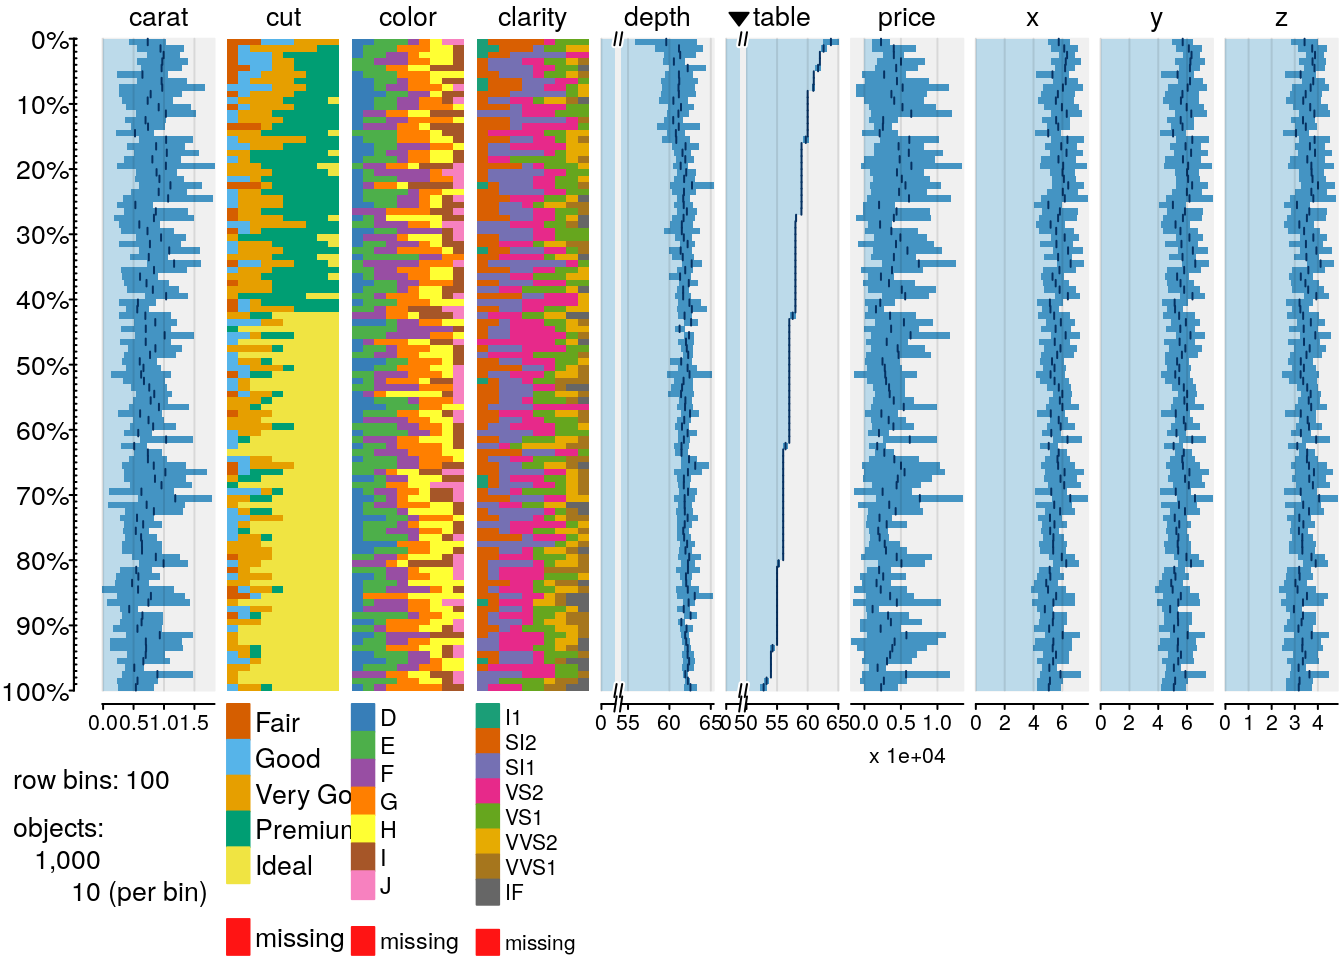 carat cut color clarity depth table price x y z
0%
10%
20%
30%
40%
50%
60%
70%
80%
90%
100%
0.00.51.01.5 0 55 60 65 0 50 55 60 65 0.0 0.5 1.0 0 2 4 6 0 2 4 6 0 1 2 3 4
x 1e+04
row bins: 100
objects:
1,000
10 (per bin)
Fair
Good
Very Go
Premium
Ideal
missing
D
E
F
G
H
I
J
missing
I1
SI2
SI1
VS2
VS1
VVS2
VVS1
IF
missing